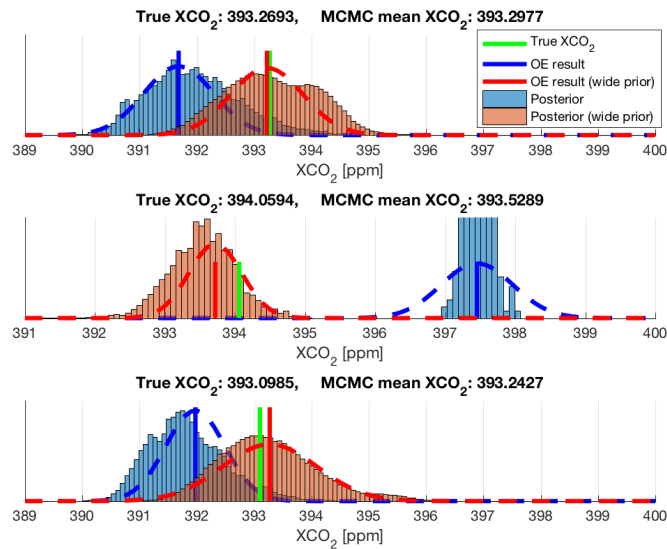 True XCO₂: 393.2693,    MCMC mean XCO₂: 393.2977
True XCO₂
OE result
OE result (wide prior)
Posterior
Posterior (wide prior)
389 390 391 392 393 394 395 396 397 398 399 400
XCO₂ [ppm]
True XCO₂: 394.0594,    MCMC mean XCO₂: 393.5289
391 392 393 394 395 396 397 398 399 400
XCO₂ [ppm]
True XCO₂: 393.0985,    MCMC mean XCO₂: 393.2427
389 390 391 392 393 394 395 396 397 398 399 400
XCO₂ [ppm]